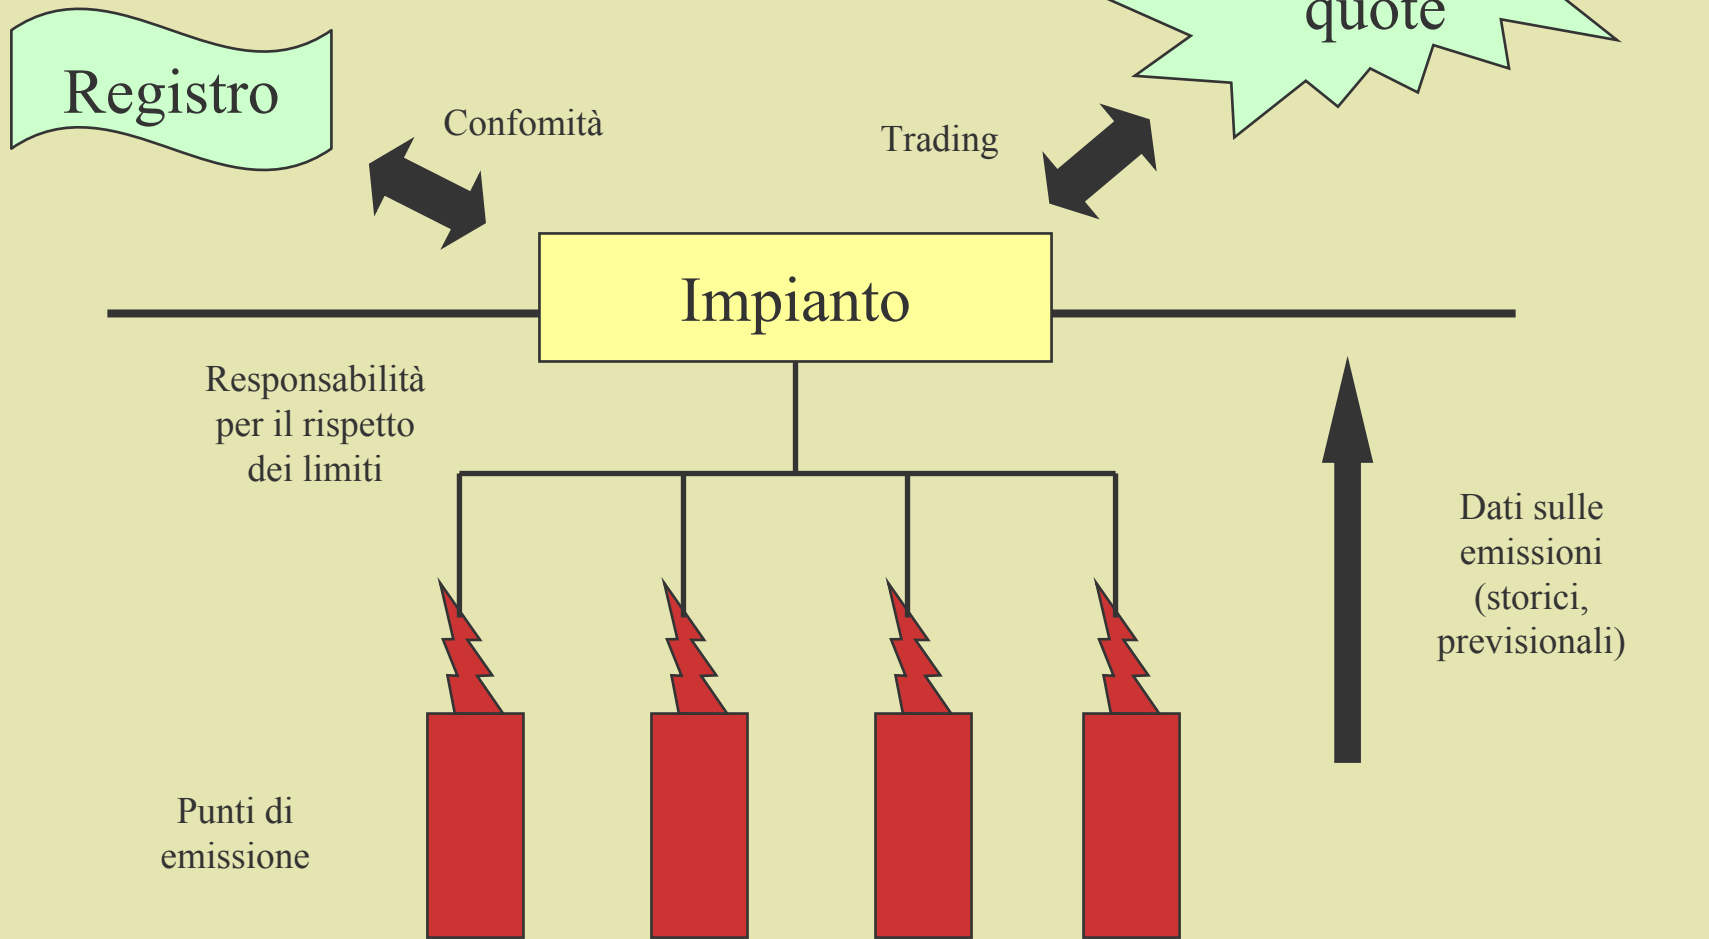 quote
Registro
Confomità
Trading
Impianto
Responsabilità
per il rispetto
dei limiti
Dati sulle
emissioni
(storici,
previsionali)
Punti di
emissione